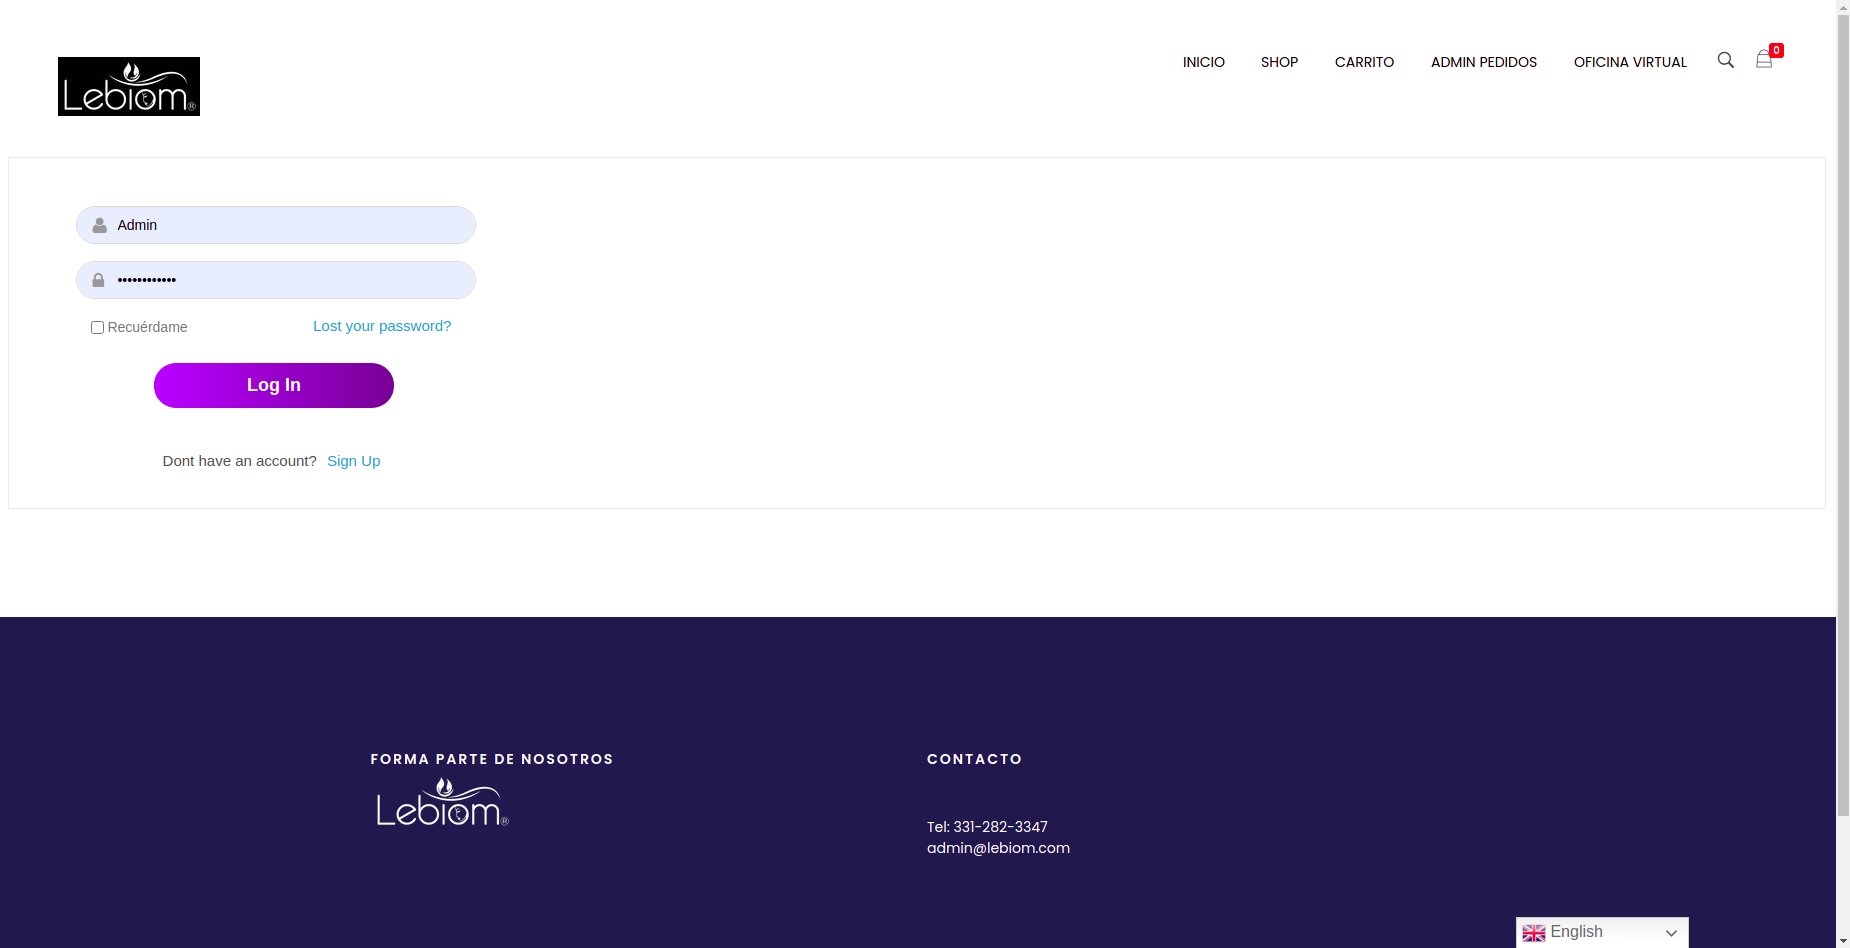 Lebiom®
INICIO SHOP CARRITO ADMIN PEDIDOS OFICINA VIRTUAL 0
Admin
••••••••••••
Recuérdame Lost your password?
Log In
Dont have an account? Sign Up
FORMA PARTE DE NOSOTROS
Lebiom®
CONTACTO
Tel: 331-282-3347
admin@lebiom.com
English